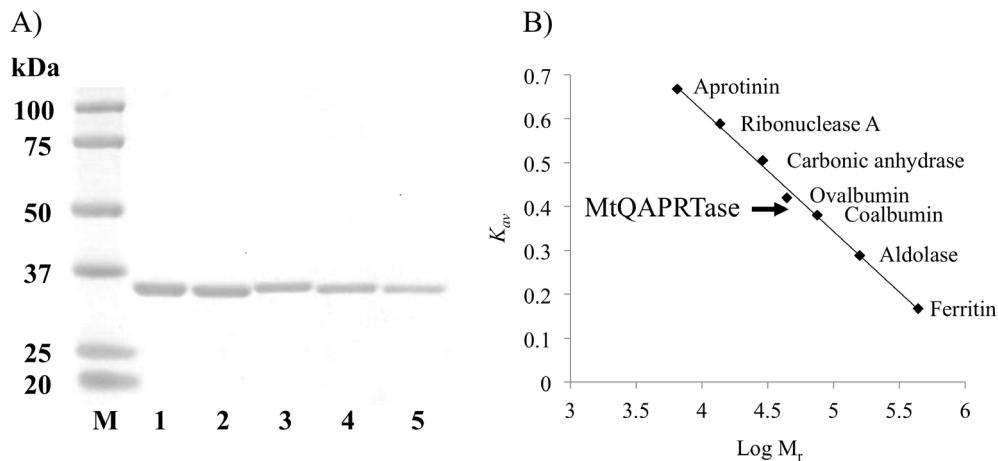 A)
kDa
100
75
50
37
25
20
M 1 2 3 4 5
B)
0.7
0.6
0.5
0.4
0.3
0.2
0.1
0
K_av
Aprotinin
Ribonuclease A
Carbonic anhydrase
Ovalbumin
MtQAPRTase
Coalbumin
Aldolase
Ferritin
3 3.5 4 4.5 5 5.5 6
Log M_r